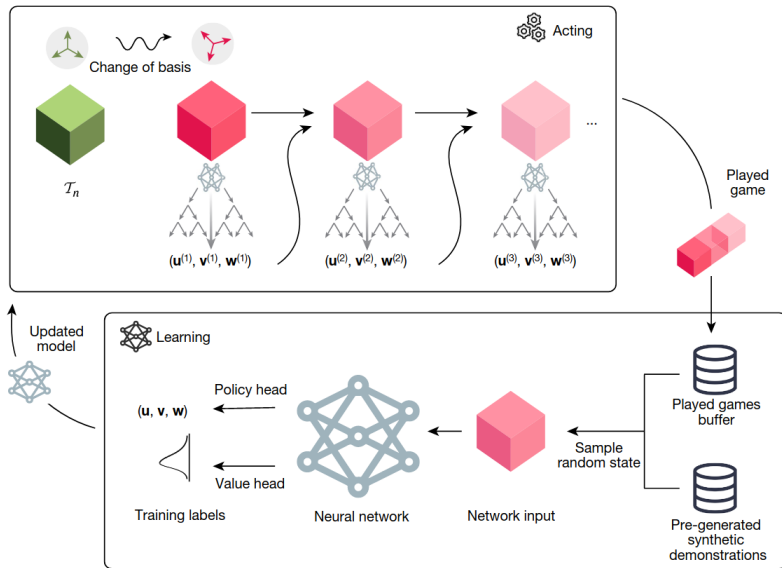 Acting
Change of basis
𝒯ₙ
...
(u⁽¹⁾, v⁽¹⁾, w⁽¹⁾)
(u⁽²⁾, v⁽²⁾, w⁽²⁾)
(u⁽³⁾, v⁽³⁾, w⁽³⁾)
Played
game
Updated
model
Learning
Policy head
(u, v, w)
Value head
Training labels
Neural network
Network input
Sample
random state
Played games
buffer
Pre-generated
synthetic
demonstrations